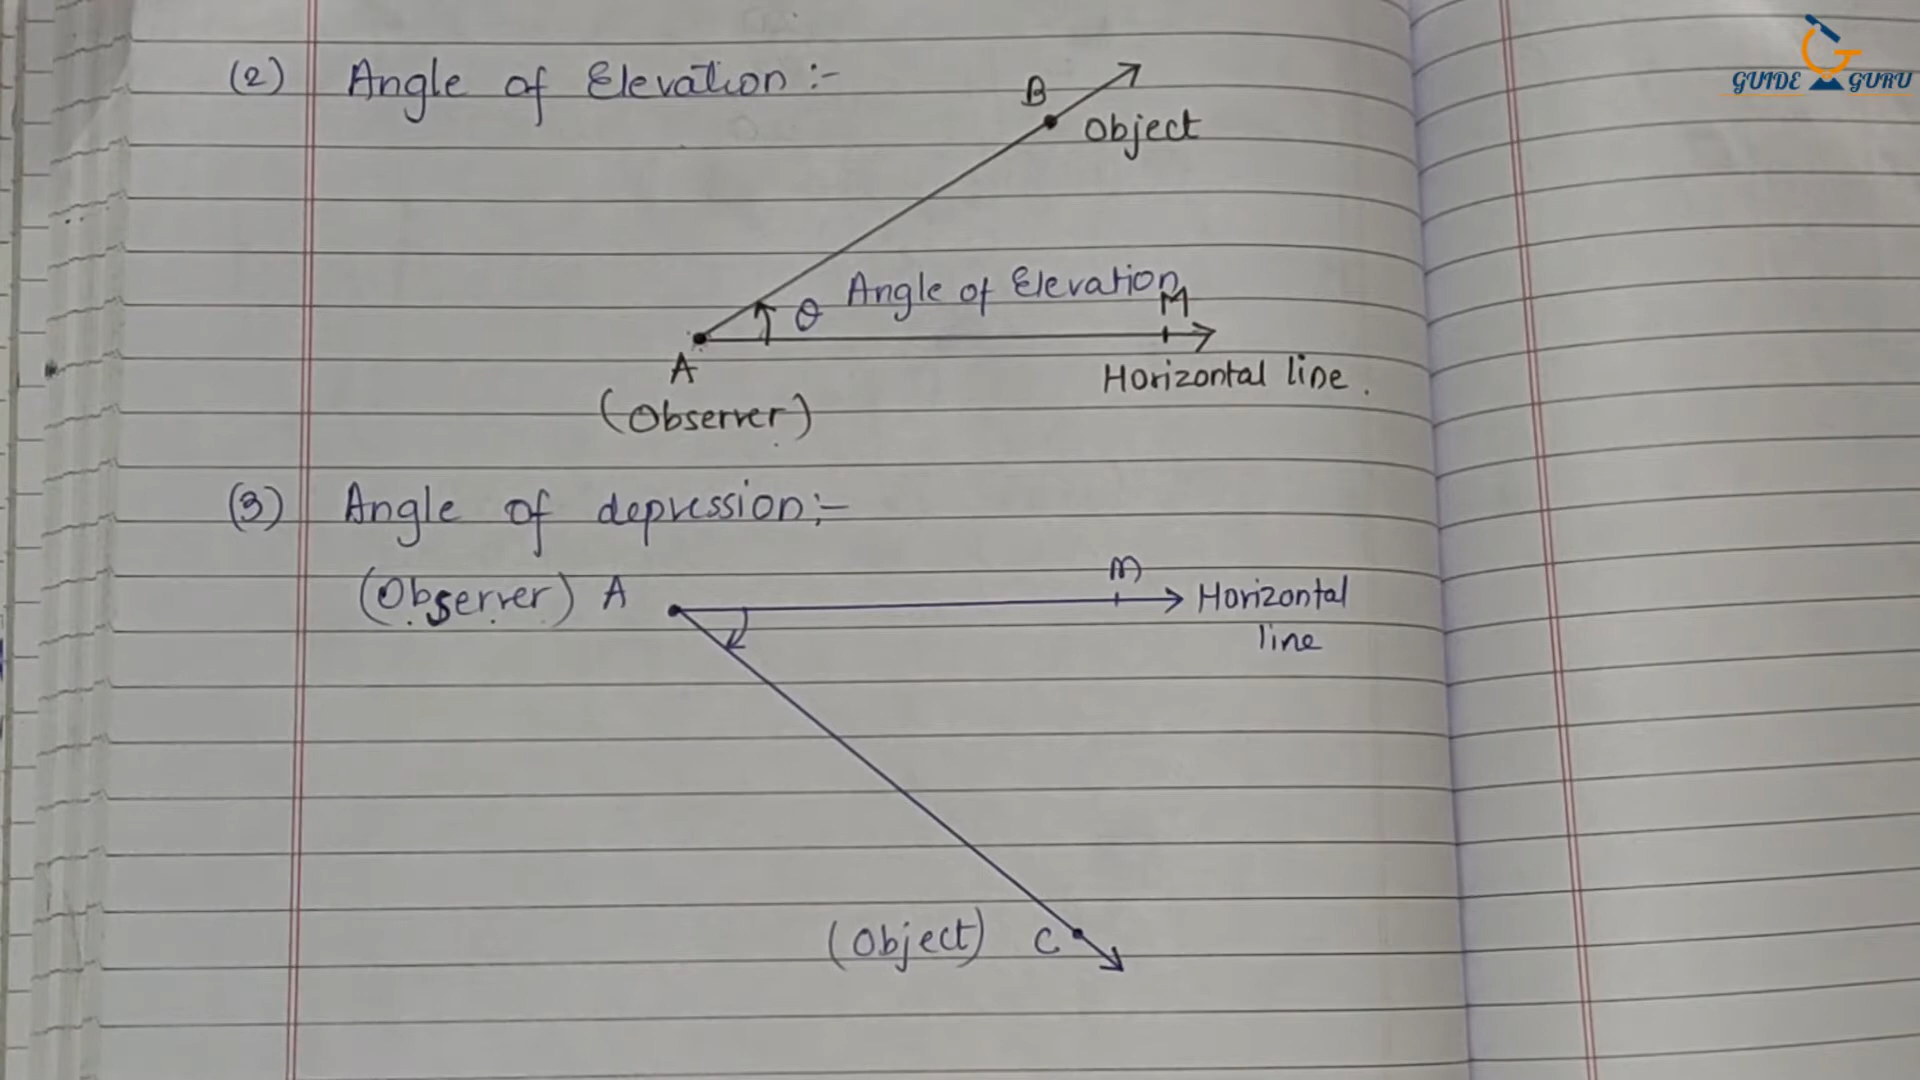 GUIDE GURU
(2) Angle of Elevation :-
B
Object
θ Angle of Elevation
M
A
Horizontal line.
(Observer)
(3) Angle of depression :-
(Observer) A
M
Horizontal
line
(Object) C